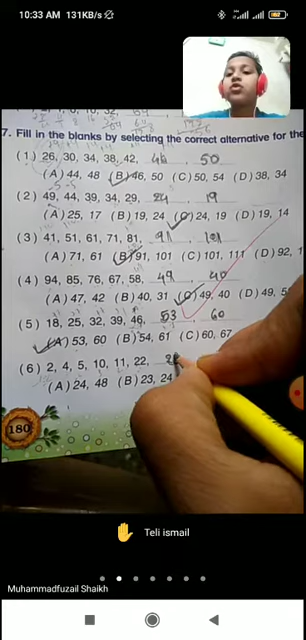 10:33 AM 131KB/s
7. Fill in the blanks by selecting the correct alternative for the
(1) 26, 30, 34, 38, 42, 46, 50
(A) 44, 48 (B) 46, 50 (C) 50, 54 (D) 38, 34
(2) 49, 44, 39, 34, 29, 24, 19
(A) 25, 17 (B) 19, 24 (C) 24, 19 (D) 19, 14
(3) 41, 51, 61, 71, 81, 91, 101
(A) 71, 61 (B) 91, 101 (C) 101, 111 (D) 92, 1
(4) 94, 85, 76, 67, 58, 49, 40
(A) 47, 42 (B) 40, 31 (C) 49, 40 (D) 49, 5
(5) 18, 25, 32, 39, 46, 53, 60
(A) 53, 60 (B) 54, 61 (C) 60, 67
(6) 2, 4, 5, 10, 11, 22,
(A) 24, 48 (B) 23, 24
180
Teli ismail
Muhammadfuzail Shaikh